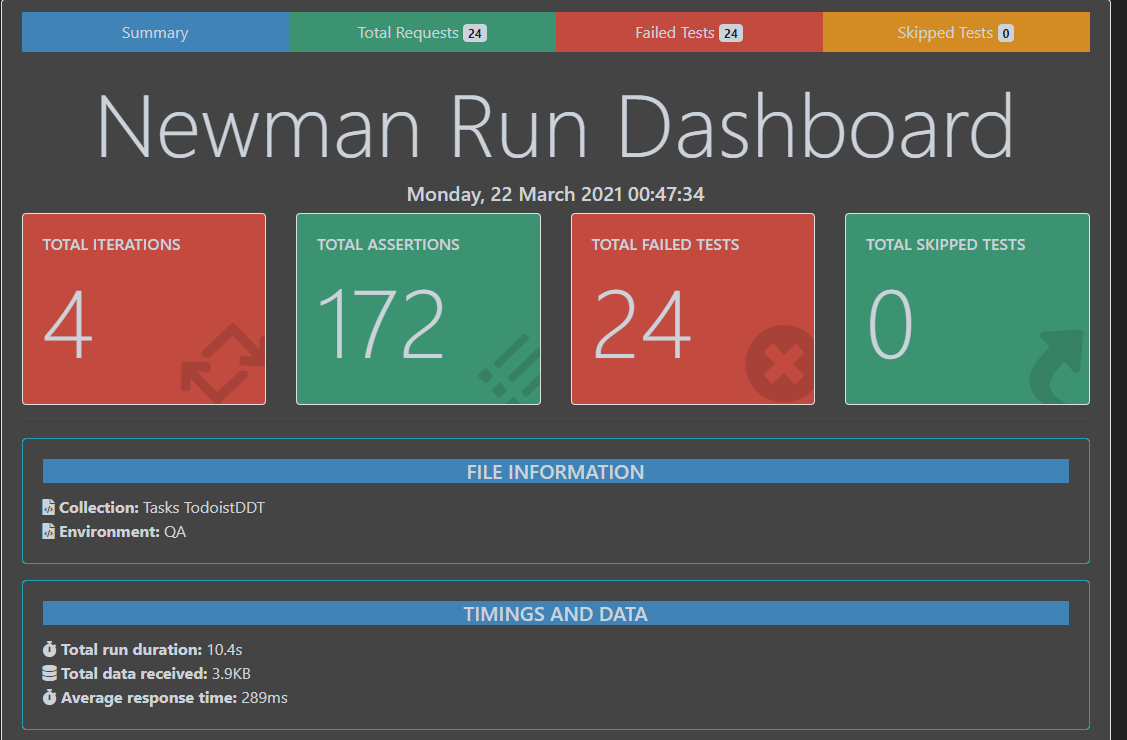 Summary
Total Requests 24
Failed Tests 24
Skipped Tests 0
Newman Run Dashboard
Monday, 22 March 2021 00:47:34
TOTAL ITERATIONS
4
TOTAL ASSERTIONS
172
TOTAL FAILED TESTS
24
TOTAL SKIPPED TESTS
0
FILE INFORMATION
Collection: Tasks TodoistDDT
Environment: QA
TIMINGS AND DATA
Total run duration: 10.4s
Total data received: 3.9KB
Average response time: 289ms